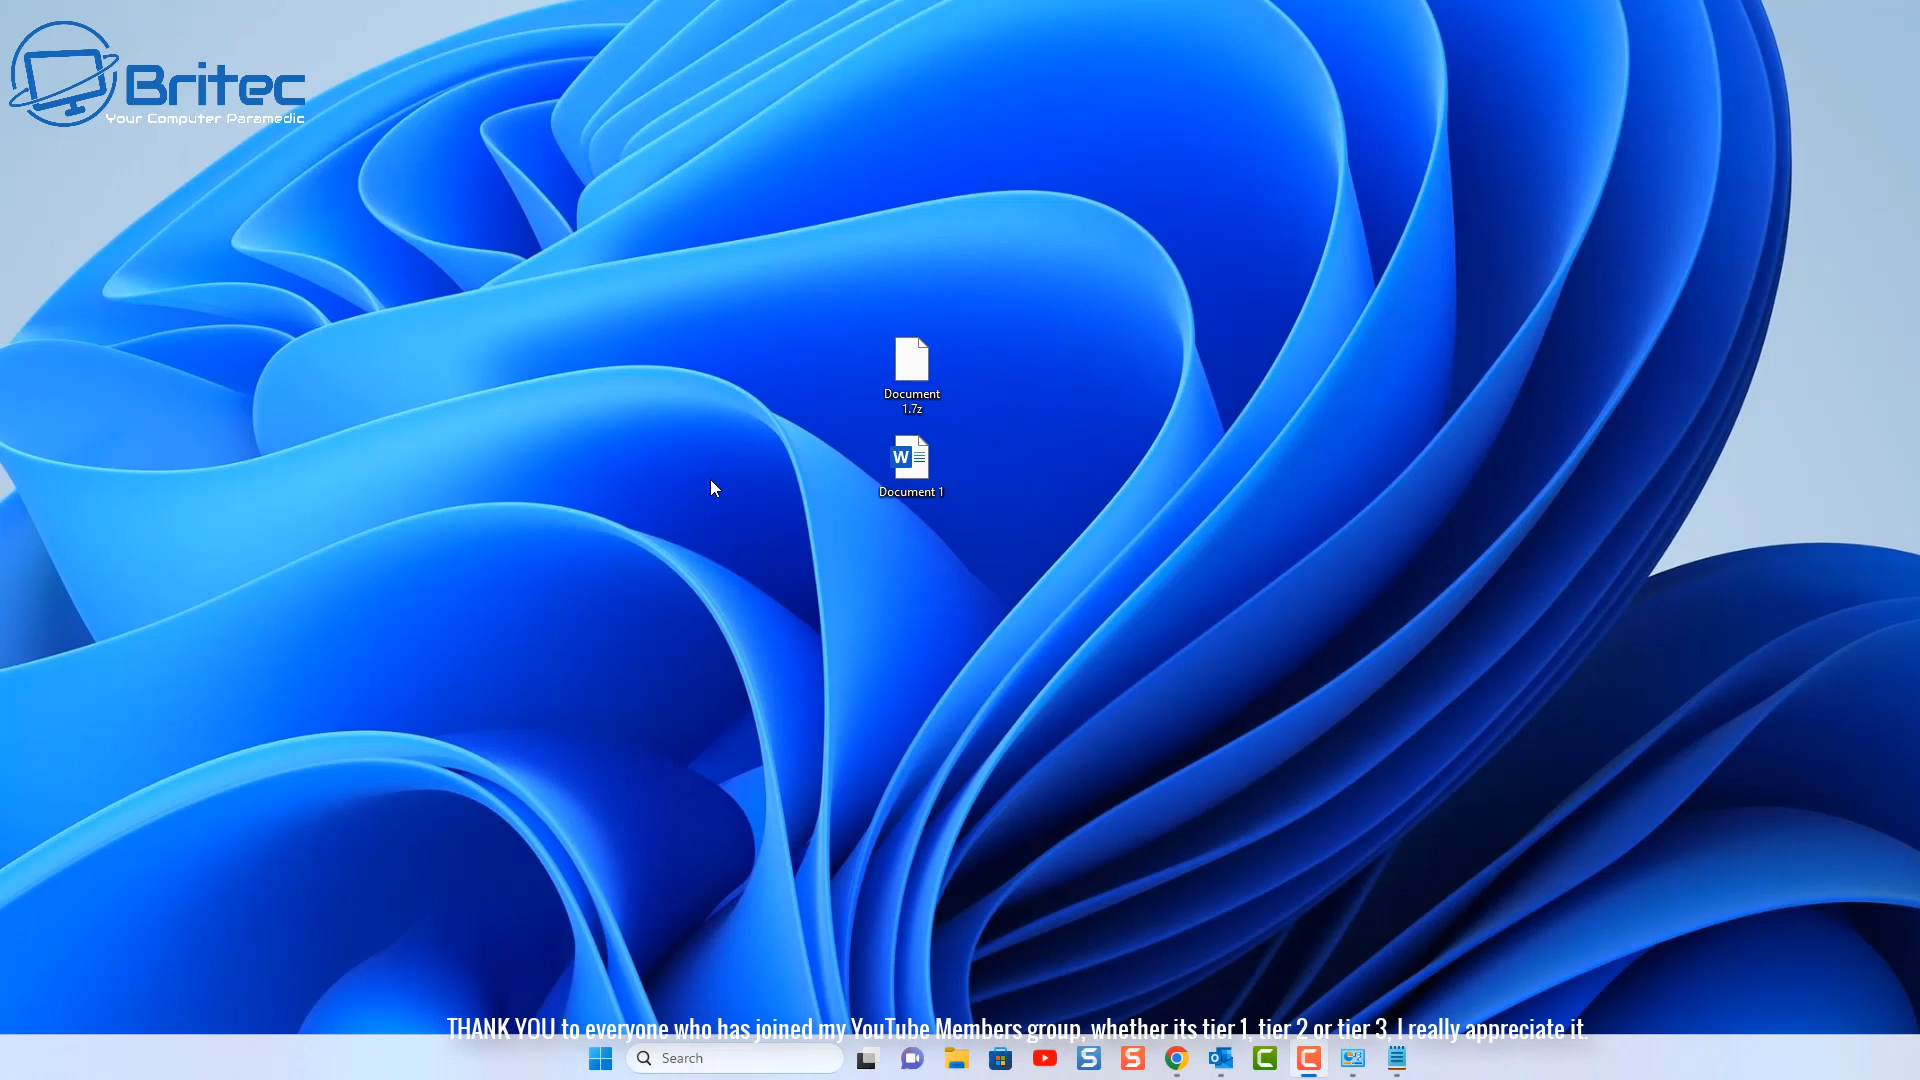 Britec
Your Computer Paramedic
Document
1.7z
W
Document 1
THANK YOU to everyone who has joined my YouTube Members group, whether its tier 1, tier 2 or tier 3, I really appreciate it.
Search
S
S
C
C